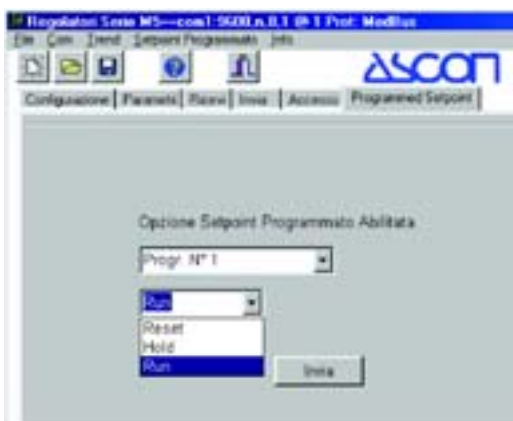 Regolatori Serie M5---com1:9600,n,8,1 @ 1 Prot: ModBus
File Com Trend Setpoint Programmato Info
ASCON
Configurazione Parametri Ricevi Invia Accesso Programmed Setpoint
Opzione Setpoint Programmato Abilitata
Progr. N° 1
Run
Reset
Hold
Run
Invia